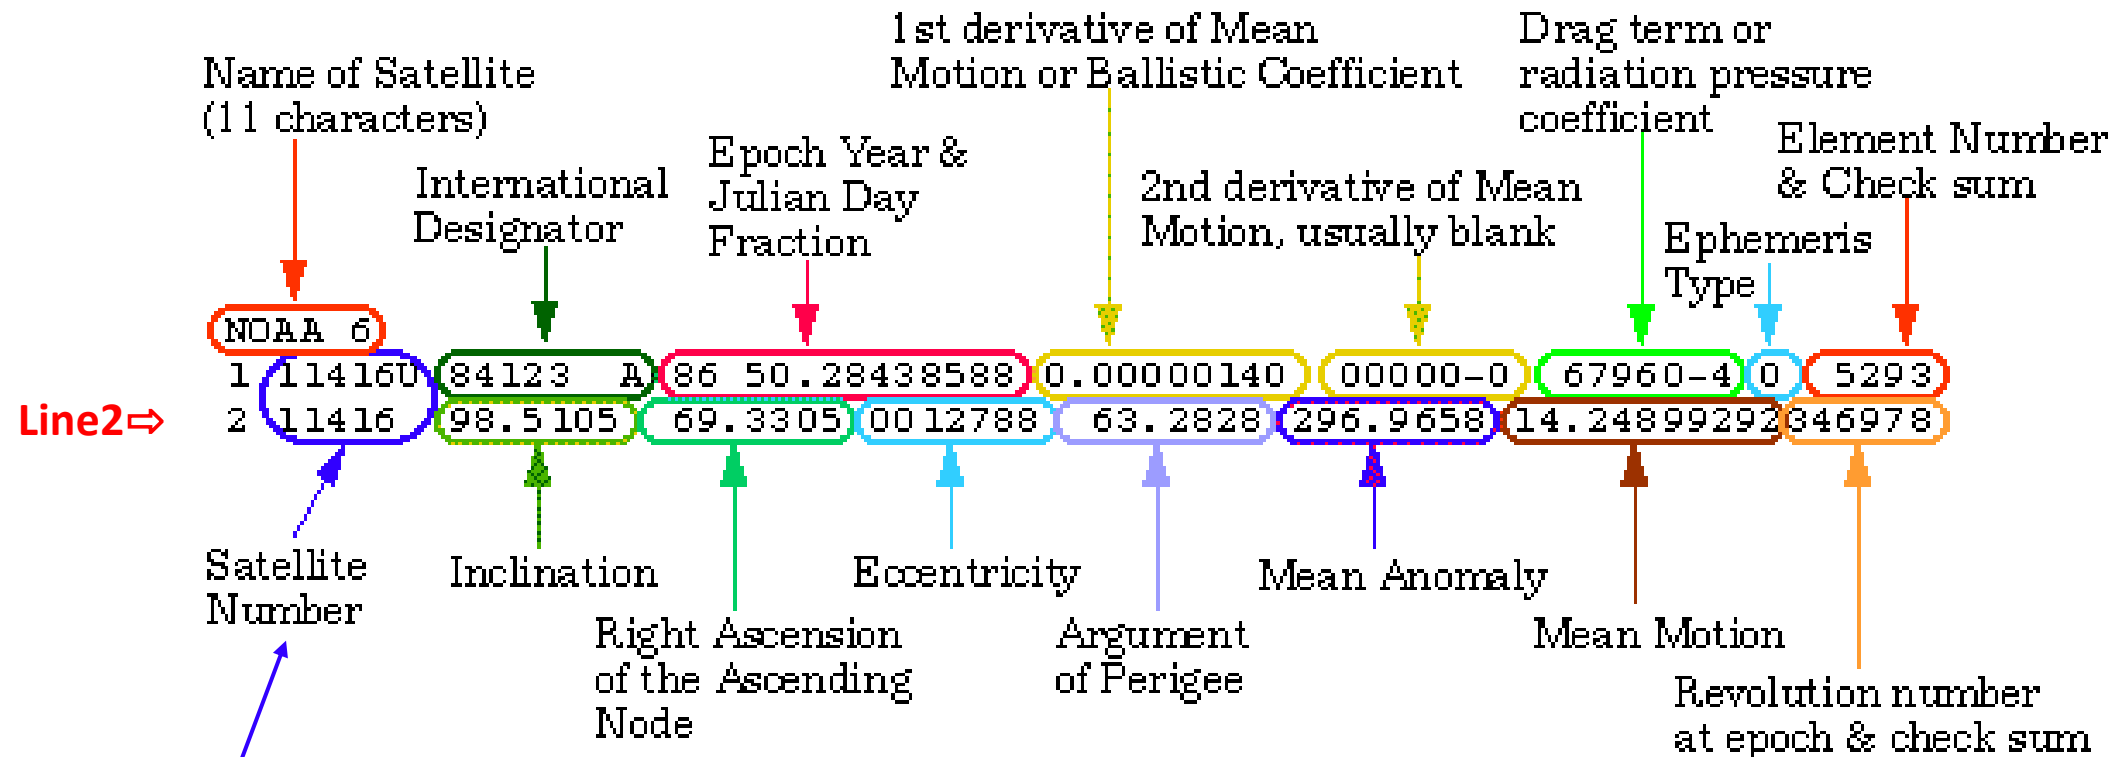 1st derivative of Mean
Motion or Ballistic Coefficient
Drag term or
radiation pressure
coefficient
Name of Satellite
(11 characters)
Element Number
& Check sum
Epoch Year &
Julian Day
Fraction
International
Designator
2nd derivative of Mean
Motion, usually blank
Ephemeris
Type
NOAA 6
1 11416U 84123 A 86 50.28438588 0.00000140 00000-0 67960-4 0 5293
Line2⇨ 2 11416 98.5105 69.3305 0012788 63.2828 296.9658 14.24899292346978
Satellite
Number
Inclination
Eccentricity
Mean Anomaly
Right Ascension
of the Ascending
Node
Argument
of Perigee
Mean Motion
Revolution number
at epoch & check sum